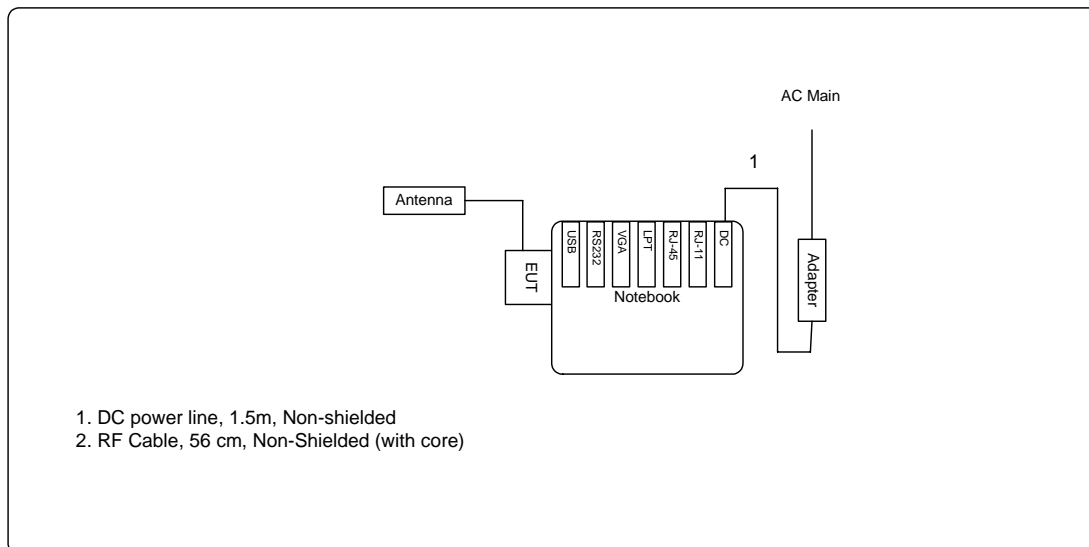 AC Main
1
Antenna
USB
RS232
VGA
LPT
RJ-45
RJ-11
DC
EUT
Adapter
Notebook
1. DC power line, 1.5m, Non-shielded
2. RF Cable, 56 cm, Non-Shielded (with core)